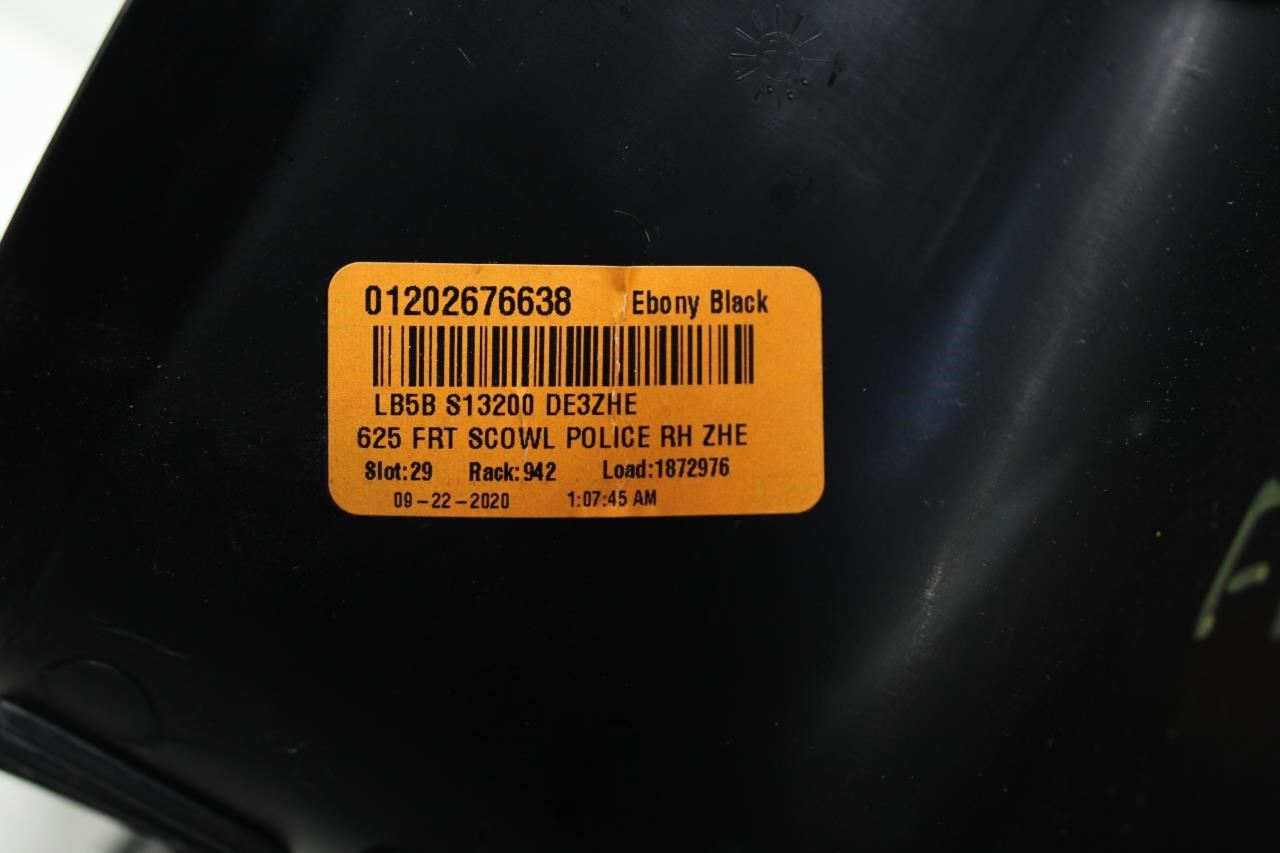 01202676638 Ebony Black
LB5B S13200 DE3ZHE
625 FRT SCOWL POLICE RH ZHE
Slot:29 Rack:942 Load:1872976
09-22-2020 1:07:45 AM